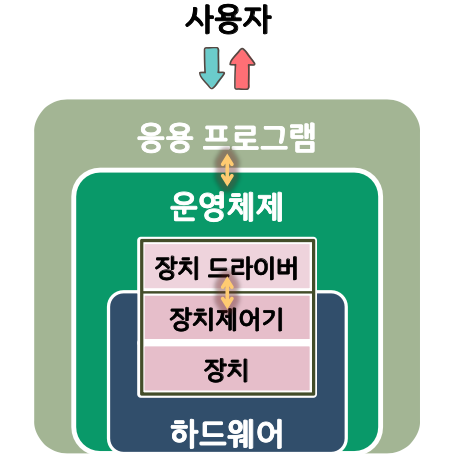 사용자
응용 프로그램
운영체제
장치 드라이버
장치제어기
장치
하드웨어